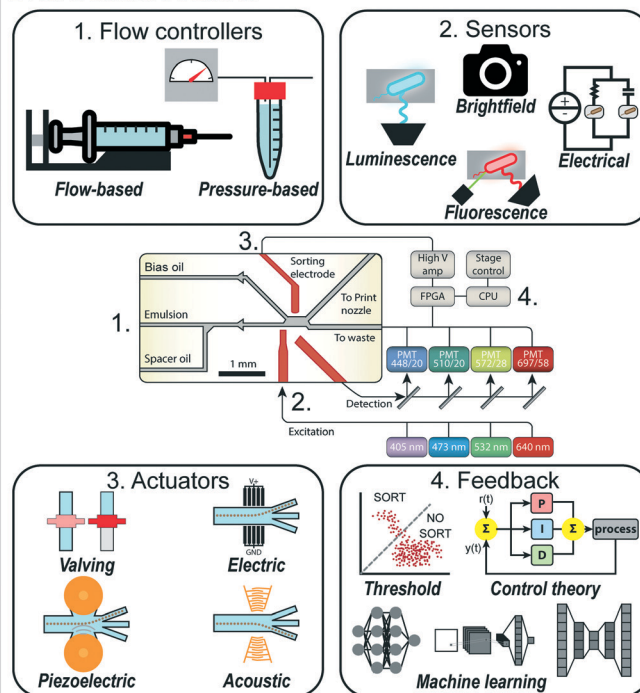 1. Flow controllers
Flow-based
Pressure-based
2. Sensors
Luminescence
Brightfield
Fluorescence
+
-
Electrical
3.
Bias oil
Sorting
electrode
Emulsion
To Print
nozzle
1.
To waste
Spacer oil
1 mm
2.
Detection
Excitation
High V
amp
Stage
control
FPGA
CPU
4.
PMT
448/20
PMT
510/20
PMT
572/28
PMT
697/58
405 nm
473 nm
532 nm
640 nm
3. Actuators
Valving
V+
GND
Electric
Piezoelectric
Acoustic
4. Feedback
SORT
NO
SORT
Threshold
r(t)
Σ
y(t)
P
I
D
Σ
process
Control theory
Machine learning